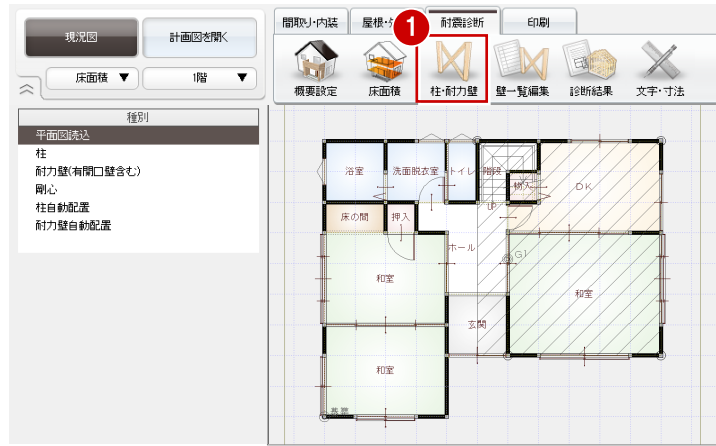 現況図
計画図を開く
床面積 ▼
1階 ▼
種別
平面図読込
柱
耐力壁(有開口壁含む)
剛心
柱自動配置
耐力壁自動配置
間取り・内装
屋根・
耐震診断
印刷
1
概要設定
床面積
柱・耐力壁
壁一覧編集
診断結果
文字・寸法
浴室
洗面脱衣室
トイレ
階段
物入
DK
UP
床の間
押入
ホール
G1
和室
和室
玄関
和室